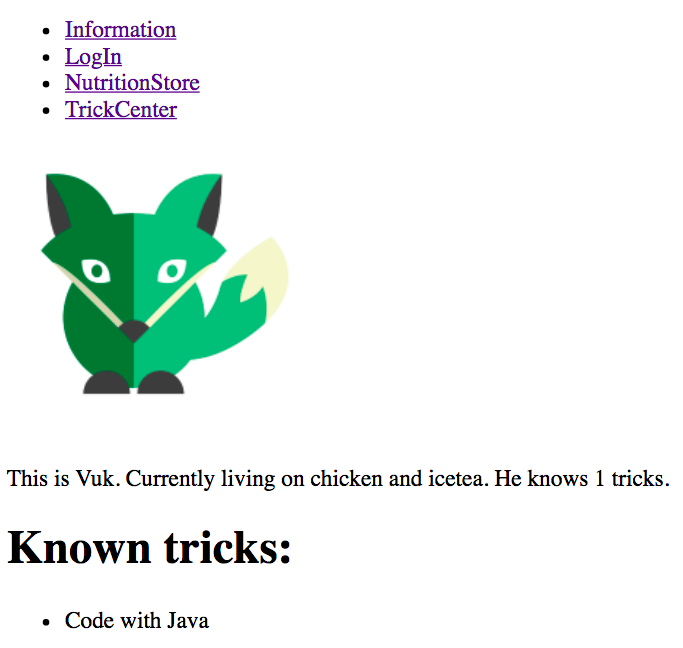 Information
LogIn
NutritionStore
TrickCenter
This is Vuk. Currently living on chicken and icetea. He knows 1 tricks.
Known tricks:
Code with Java